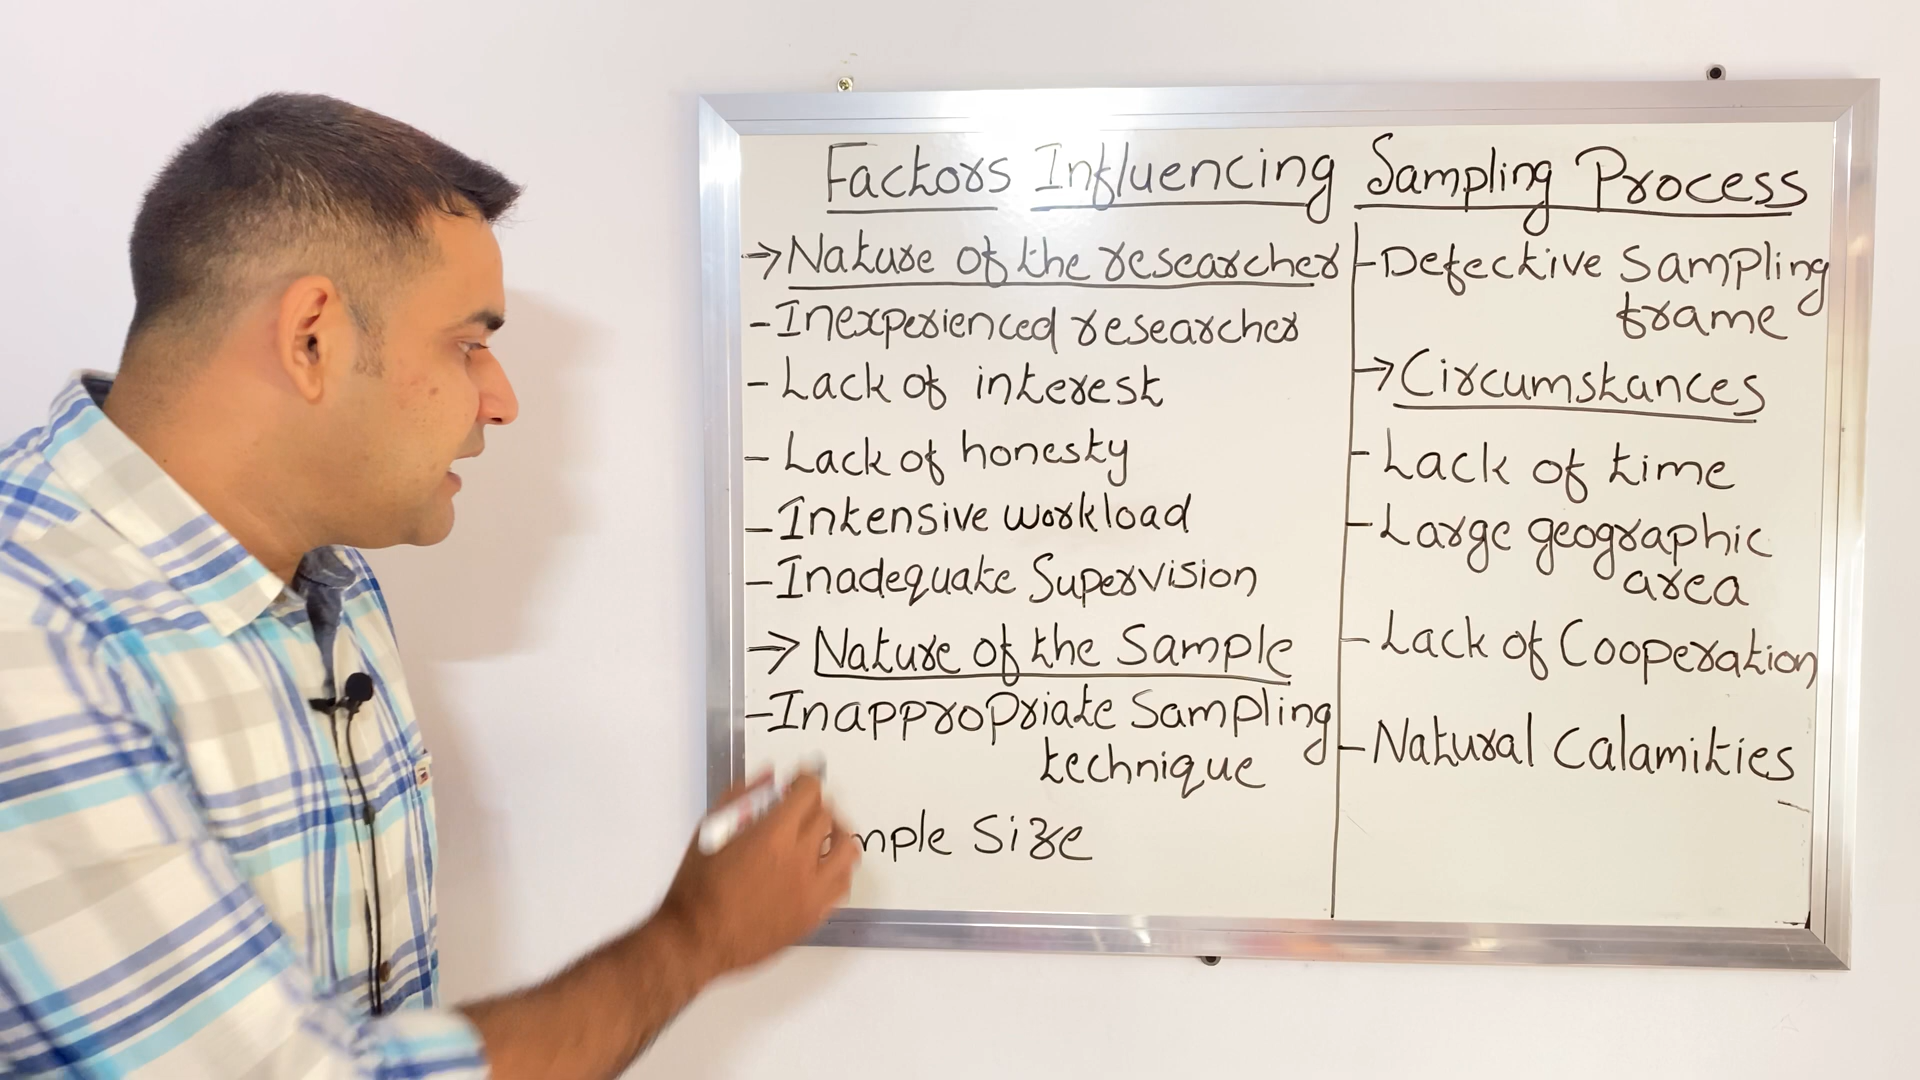 Factors Influencing Sampling Process
→ Nature of the researcher
- Inexperienced researcher
- Lack of interest
- Lack of honesty
- Intensive workload
- Inadequate Supervision
→ Nature of the Sample
- Inappropriate Sampling
technique
Size
- Defective Sampling
frame
→ Circumstances
- Lack of time
- Large geographic
area
- Lack of Cooperation
- Natural Calamities